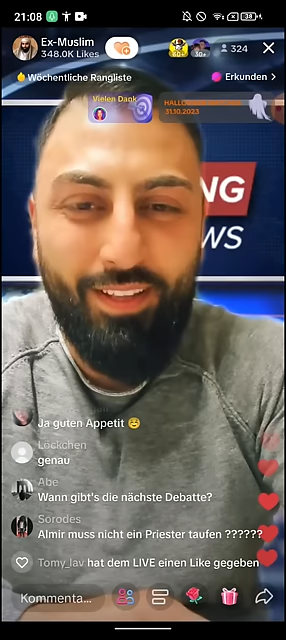 21:08
Ex-Muslim
348.0K Likes
60+
30+
324
Wöchentliche Rangliste
Erkunden >
Vielen Dank
HALLO
31.10.2023
NG
WS
Ja guten Appetit ☺️
Löckchen
genau
Abe
Wann gibt's die nächste Debatte?
Sorodes
Almir muss nicht ein Priester taufen ??????
Tomy_lav hat dem LIVE einen Like gegeben
Kommenta...